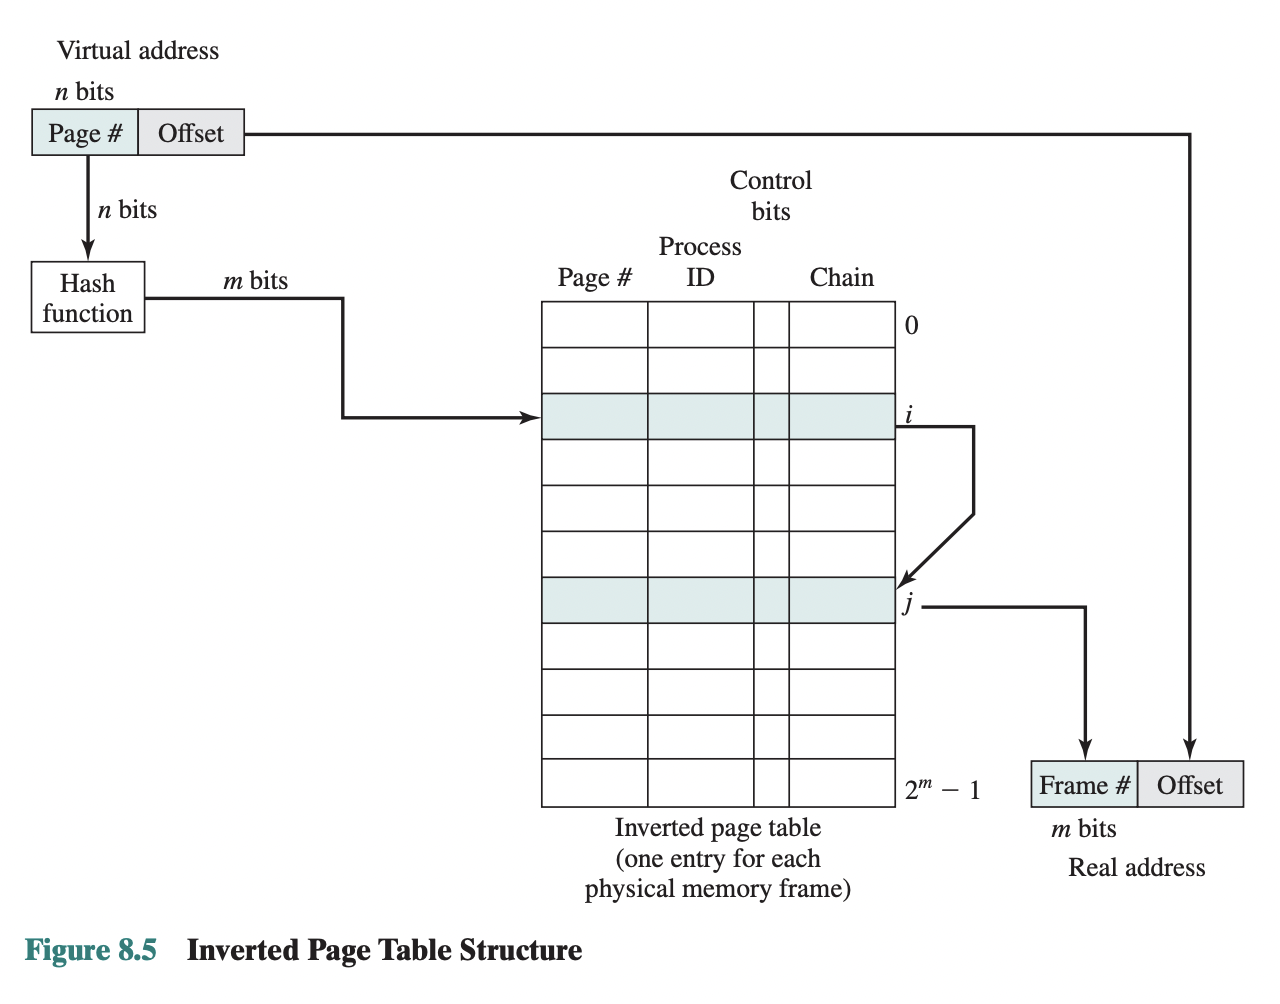 Virtual address
n bits
Page # Offset
n bits
Control
bits
Process
Page # ID Chain
Hash
function
m bits
0
i
j
2^m − 1
Frame # Offset
m bits
Real address
Inverted page table
(one entry for each
physical memory frame)
Figure 8.5 Inverted Page Table Structure